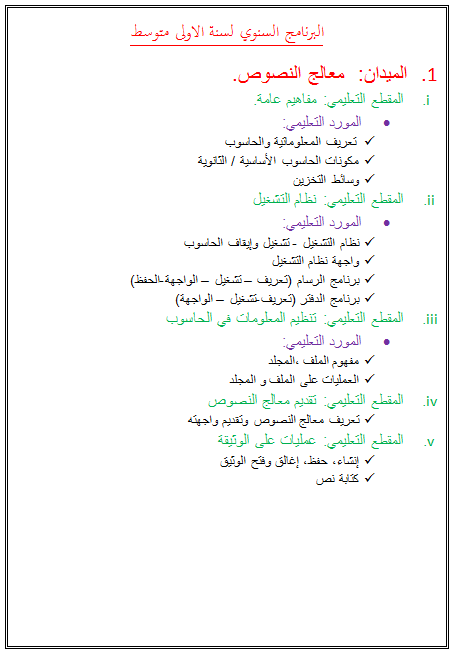 البرنامج السنوي لسنة الاولى متوسط
1. الميدان: معالج النصوص.
i. المقطع التعليمي: مفاهيم عامة.
• المورد التعليمي:
✓ تعريف المعلوماتية والحاسوب
✓ مكونات الحاسوب الأساسية / الثانوية
✓ وسائط التخزين
ii. المقطع التعليمي: نظام التشغيل
• المورد التعليمي:
✓ نظام التشغيل - تشغيل وإيقاف الحاسوب
✓ واجهة نظام التشغيل
✓ برنامج الرسام (تعريف – تشغيل – الواجهة-الحفظ)
✓ برنامج الدفتر (تعريف-تشغيل – الواجهة)
iii. المقطع التعليمي: تنظيم المعلومات في الحاسوب
• المورد التعليمي:
✓ مفهوم الملف ،المجلد
✓ العمليات على الملف و المجلد
iv. المقطع التعليمي: تقديم معالج النصوص
✓ تعريف معالج النصوص وتقديم واجهته
v. المقطع التعليمي: عمليات على الوثيقة
✓ إنشاء، حفظ، إغالق وفتح الوثيق
✓ كتابة نص